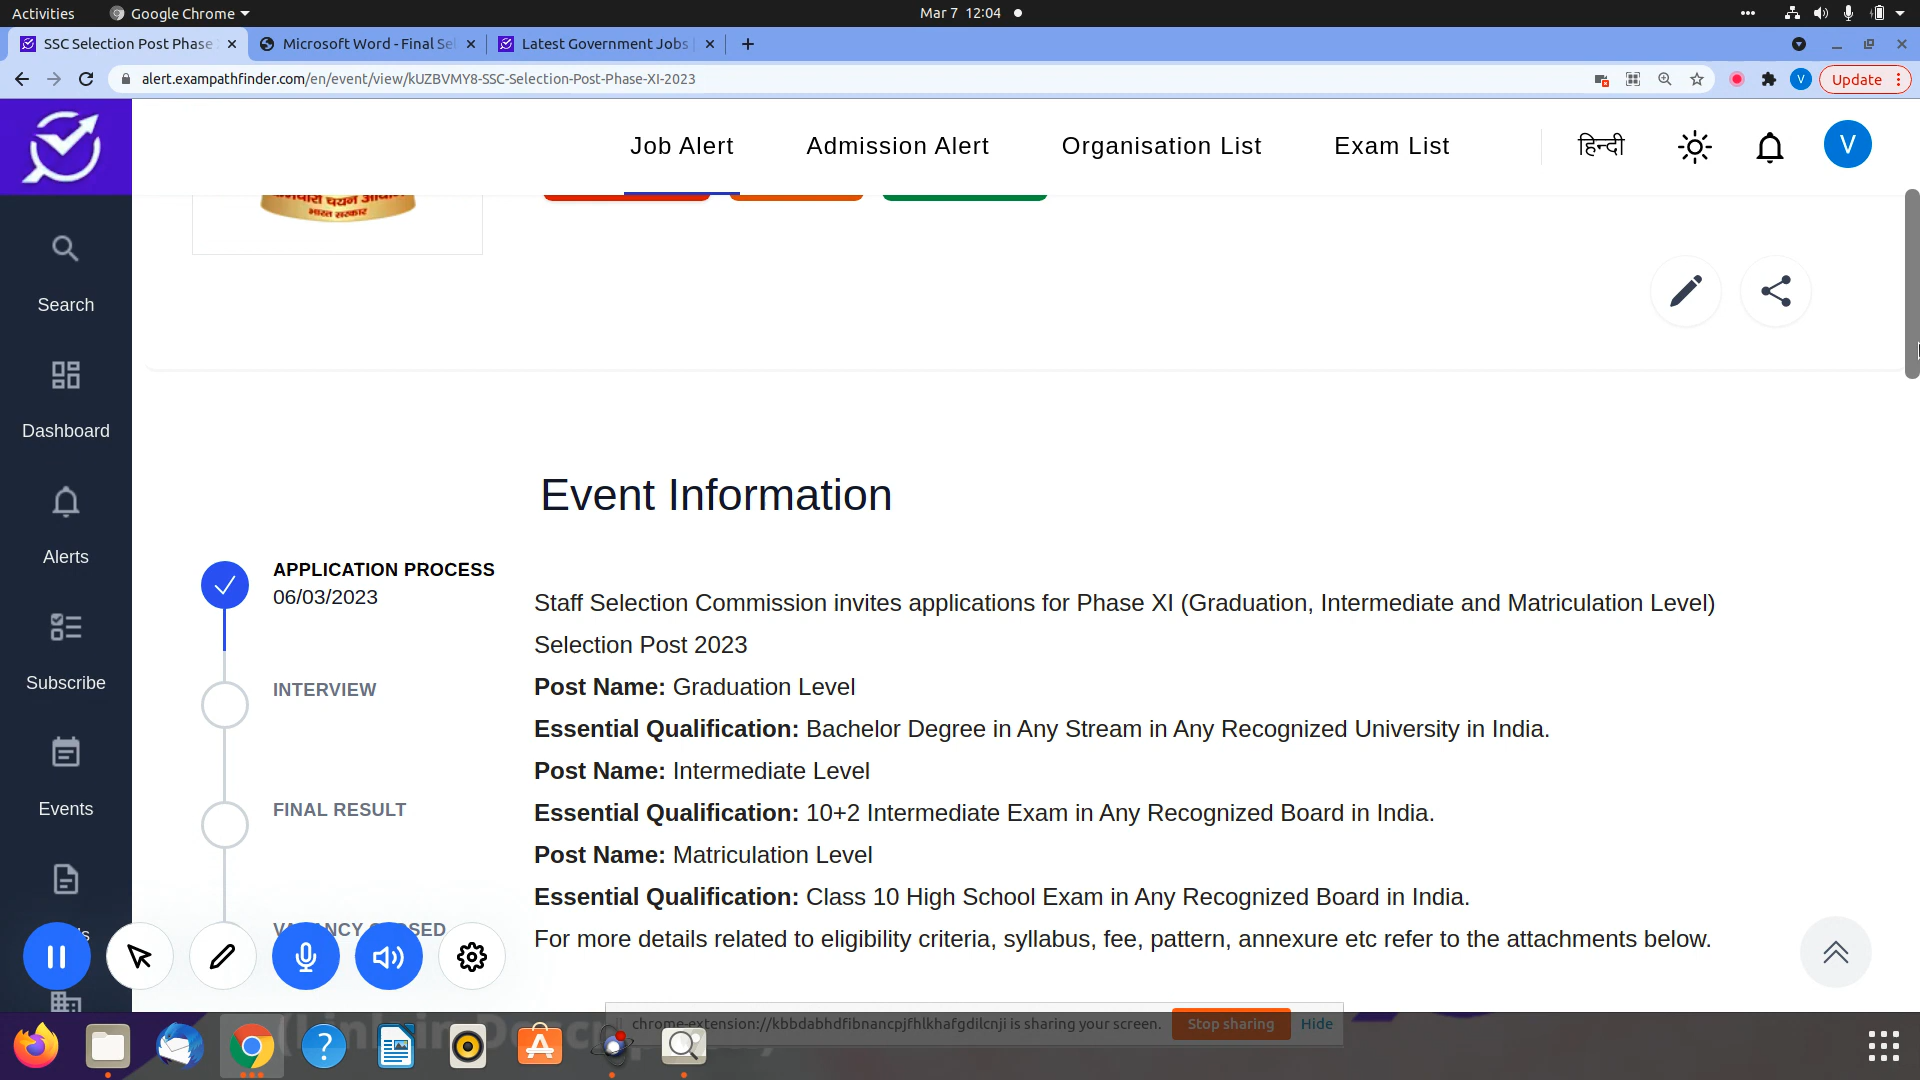 Activities Google Chrome Mar 7 12:04
SSC Selection Post Phase Microsoft Word - Final Sel Latest Government Jobs
alert.exampathfinder.com/en/event/view/kUZBVMY8-SSC-Selection-Post-Phase-XI-2023 V Update
Job Alert Admission Alert Organisation List Exam List हिन्दी V
चयन
भारत सरकार
Search
Dashboard
Alerts
Subscribe
Events
Event Information
APPLICATION PROCESS
06/03/2023
INTERVIEW
FINAL RESULT
Staff Selection Commission invites applications for Phase XI (Graduation, Intermediate and Matriculation Level)
Selection Post 2023
Post Name: Graduation Level
Essential Qualification: Bachelor Degree in Any Stream in Any Recognized University in India.
Post Name: Intermediate Level
Essential Qualification: 10+2 Intermediate Exam in Any Recognized Board in India.
Post Name: Matriculation Level
Essential Qualification: Class 10 High School Exam in Any Recognized Board in India.
For more details related to eligibility criteria, syllabus, fee, pattern, annexure etc refer to the attachments below.
chrome-extension://kbbdabhdfibnancpjfhlkhafgdilcnji is sharing your screen. Stop sharing Hide